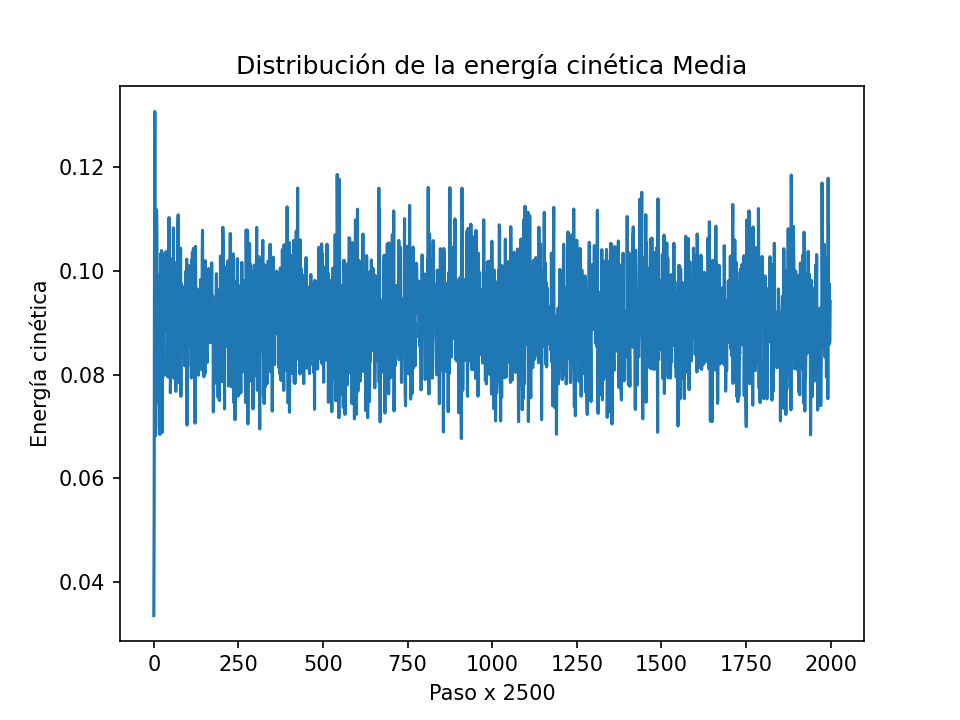 Distribución de la energía cinética Media
Energía cinética
0.12
0.10
0.08
0.06
0.04
0 250 500 750 1000 1250 1500 1750 2000
Paso x 2500